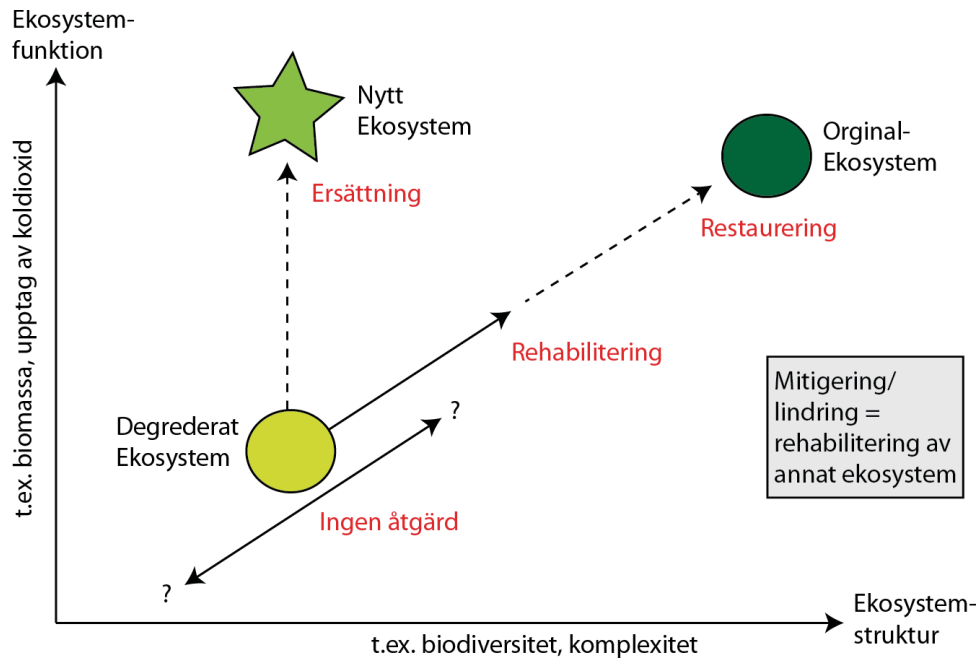 Ekosystem-
funktion
t.ex. biomassa, upptag av koldioxid
Nytt
Ekosystem
Ersättning
Orginal-
Ekosystem
Restaurering
Rehabilitering
Degrederat
Ekosystem
?
Ingen åtgärd
?
Mitigering/
lindring =
rehabilitering av
annat ekosystem
t.ex. biodiversitet, komplexitet
Ekosystem-
struktur